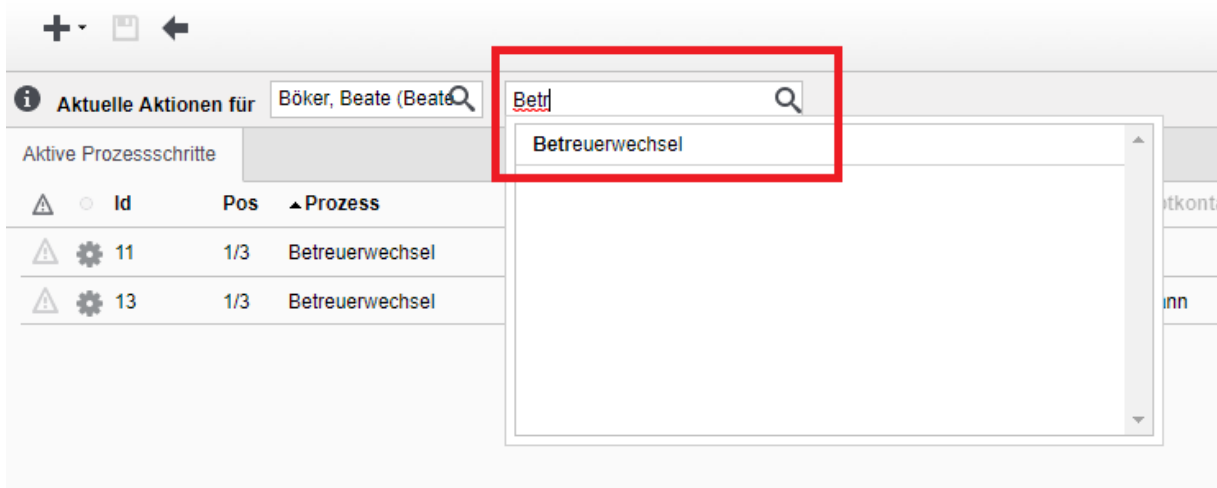 Aktuelle Aktionen für Böker, Beate (Beate Betr
Betreuerwechsel
Aktive Prozessschritte
Id Pos Prozess
11 1/3 Betreuerwechsel
13 1/3 Betreuerwechsel